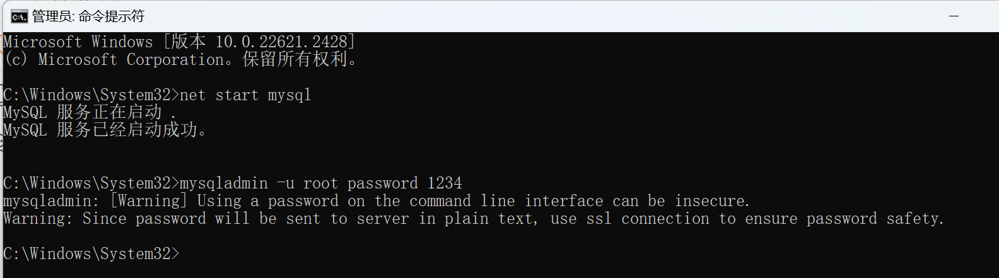 管理员: 命令提示符
Microsoft Windows [版本 10.0.22621.2428]
(c) Microsoft Corporation。保留所有权利。
C:\Windows\System32>net start mysql
MySQL 服务正在启动 .
MySQL 服务已经启动成功。
C:\Windows\System32>mysqladmin -u root password 1234
mysqladmin: [Warning] Using a password on the command line interface can be insecure.
Warning: Since password will be sent to server in plain text, use ssl connection to ensure password safety.
C:\Windows\System32>